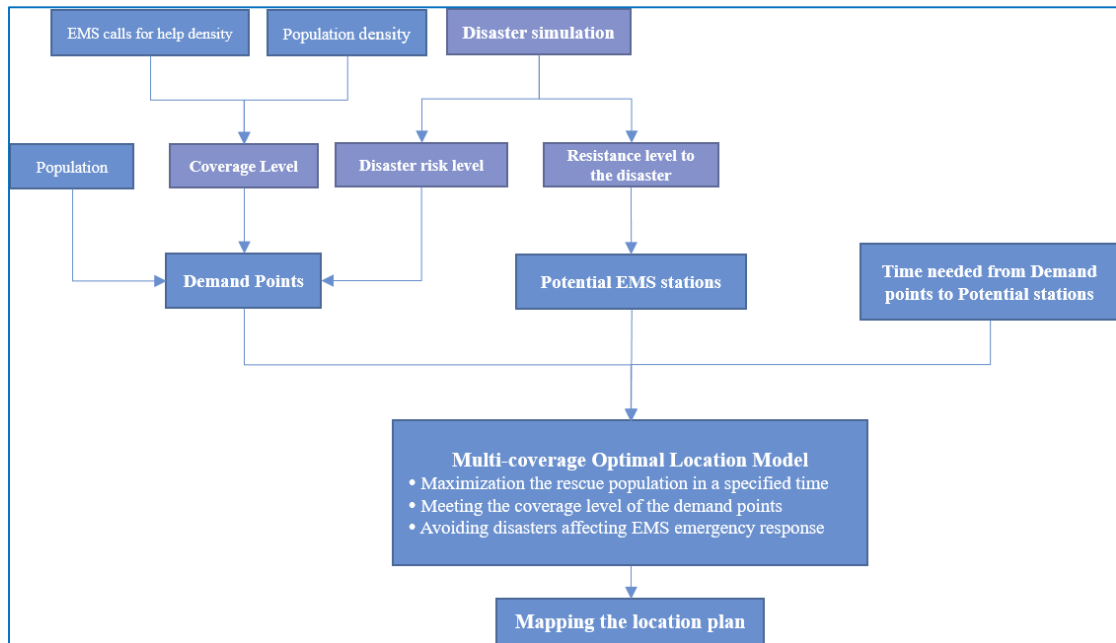 EMS calls for help density
Population density
Disaster simulation
Population
Coverage Level
Disaster risk level
Resistance level to
the disaster
Demand Points
Potential EMS stations
Time needed from Demand
points to Potential stations
Multi-coverage Optimal Location Model
• Maximization the rescue population in a specified time
• Meeting the coverage level of the demand points
• Avoiding disasters affecting EMS emergency response
Mapping the location plan